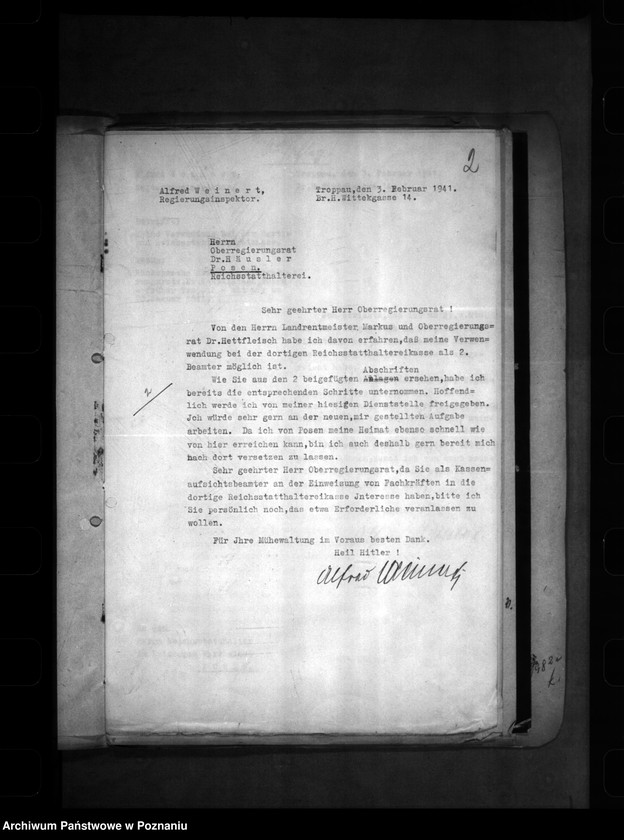 2
Alfred W e i n e r t,
Regierungsinspektor.
Troppau,den 3. Februar 1941.
Dr.H.Wittekgasse 14.
Herrn
Oberregierungsrat
Dr.H ä u s l e r
P o s e n.
Reichsstatthalterei.
Sehr geehrter Herr Oberregierungsrat !
Von den Herrn Landrentmeister Markus und Oberregierungs=
rat Dr.Hettfleisch habe ich davon erfahren,daß meine Verwen=
wendung bei der dortigen Reichsstatthaltereikasse als 2.
Beamter möglich ist.
Abschriften
Wie Sie aus den 2 beigefügten Anlagen ersehen,habe ich
bereits die entsprechenden Schritte unternommen. Hoffend=
lich werde ich von meiner hiesigen Dienststelle freigegeben.
Jch würde sehr gern an der neuen,mir gestellten Aufgabe
arbeiten. Da ich von Posen meine Heimat ebenso schnell wie
von hier erreichen kann,bin ich auch deshalb gern bereit mich
nach dort versetzen zu lassen.
2
Sehr geehrter Herr Oberregierungsrat,da Sie als Kassen=
aufsichtsbeamter an der Einweisung von Fachkräften in die
dortige Reichsstatthaltereikasse Jnteresse haben,bitte ich
Sie persönlich noch,das etwa Erforderliche veranlassen zu
wollen.
Für Jhre Mühewaltung im Voraus besten Dank.
Heil Hitler !
Alfred Weinert
Archiwum Państwowe w Poznaniu